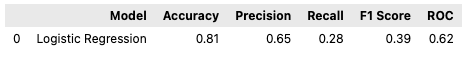 Model Accuracy Precision Recall F1 Score ROC
0 Logistic Regression 0.81 0.65 0.28 0.39 0.62